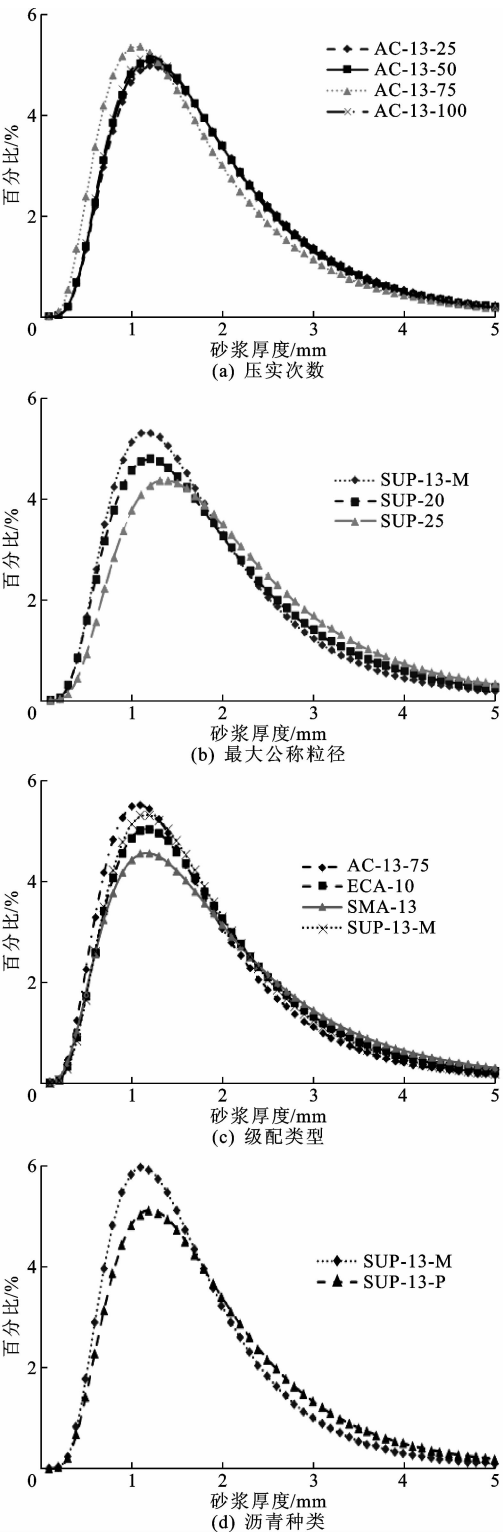 6
AC-13-25
AC-13-50
4
AC-13-75
AC-13-100
百分比/%
2
0 1 2 3 4 5
砂浆厚度/mm
(a) 压实次数
6
SUP-13-M
4
SUP-20
SUP-25
百分比/%
2
0 1 2 3 4 5
砂浆厚度/mm
(b) 最大公称粒径
6
AC-13-75
4
ECA-10
SMA-13
SUP-13-M
百分比/%
2
0 1 2 3 4 5
砂浆厚度/mm
(c) 级配类型
6
4
SUP-13-M
SUP-13-P
百分比/%
2
0 1 2 3 4 5
砂浆厚度/mm
(d) 沥青种类